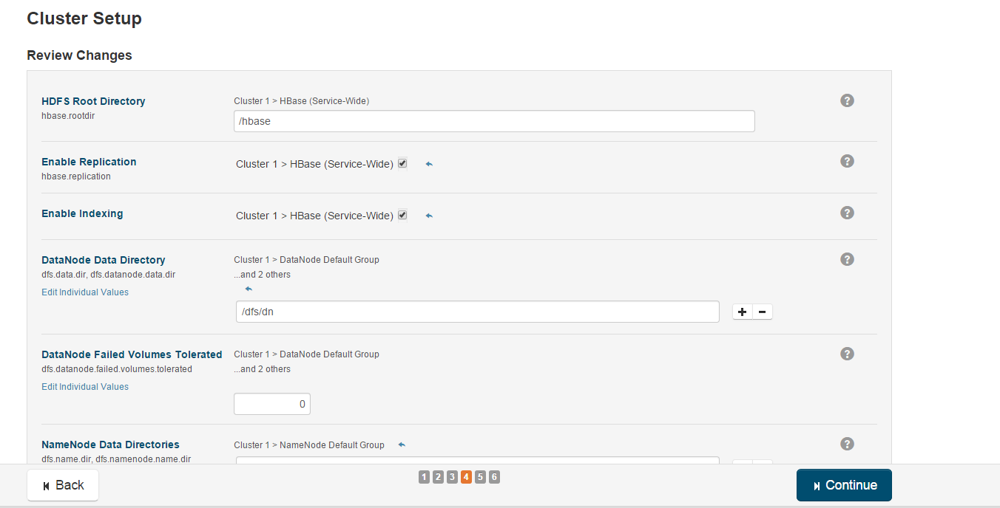 Cluster Setup
Review Changes
HDFS Root Directory
hbase.rootdir
Cluster 1 > HBase (Service-Wide)
/hbase
?
Enable Replication
hbase.replication
Cluster 1 > HBase (Service-Wide)
?
Enable Indexing
Cluster 1 > HBase (Service-Wide)
?
DataNode Data Directory
dfs.data.dir, dfs.datanode.data.dir
Edit Individual Values
Cluster 1 > DataNode Default Group
...and 2 others
/dfs/dn
?
DataNode Failed Volumes Tolerated
dfs.datanode.failed.volumes.tolerated
Edit Individual Values
Cluster 1 > DataNode Default Group
...and 2 others
0
?
NameNode Data Directories
dfs.name.dir, dfs.namenode.name.dir
Cluster 1 > NameNode Default Group
?
Back
1 2 3 4 5 6
Continue